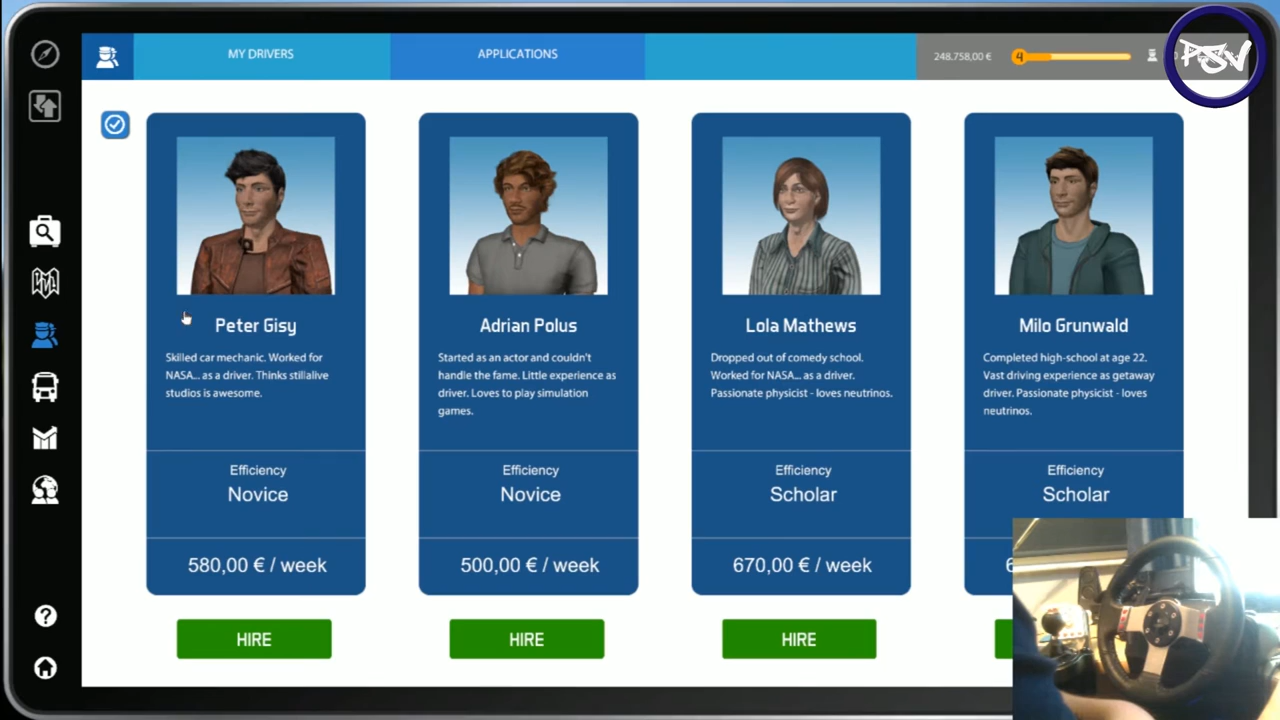 MY DRIVERS
APPLICATIONS
248.758,00 €
4
PSV
Peter Gisy
Skilled car mechanic. Worked for
NASA... as a driver. Thinks stillalive
studios is awesome.
Efficiency
Novice
580,00 € / week
HIRE
Adrian Polus
Started as an actor and couldn't
handle the fame. Little experience as
driver. Loves to play simulation
games.
Efficiency
Novice
500,00 € / week
HIRE
Lola Mathews
Dropped out of comedy school.
Worked for NASA... as a driver.
Passionate physicist - loves neutrinos.
Efficiency
Scholar
670,00 € / week
HIRE
Milo Grunwald
Completed high-school at age 22.
Vast driving experience as getaway
driver. Passionate physicist - loves
neutrinos.
Efficiency
Scholar